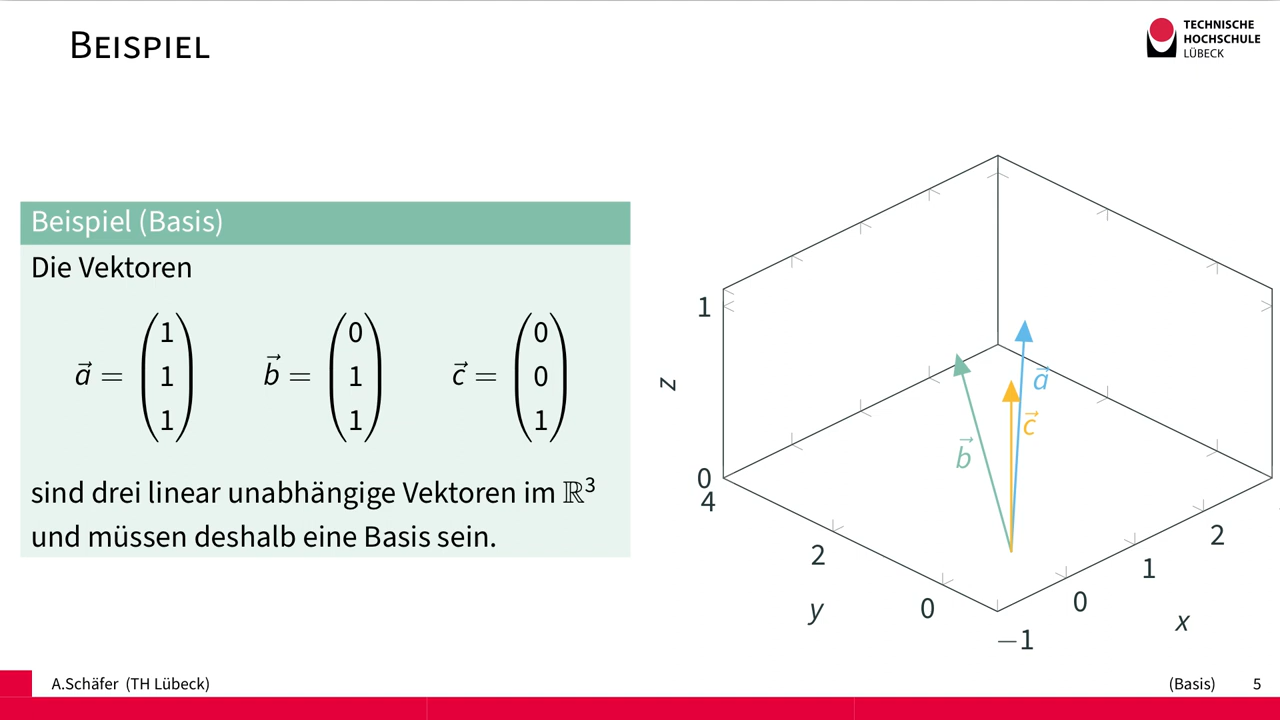 BEISPIEL
TECHNISCHE
HOCHSCHULE
LÜBECK
Beispiel (Basis)
Die Vektoren
a⃗ = (1 1 1) b⃗ = (0 1 1) c⃗ = (0 0 1)
sind drei linear unabhängige Vektoren im ℝ³
und müssen deshalb eine Basis sein.
1
z
0
4
2
y
0
−1
0
1
2
x
a⃗
c⃗
b⃗
A.Schäfer (TH Lübeck)
(Basis) 5